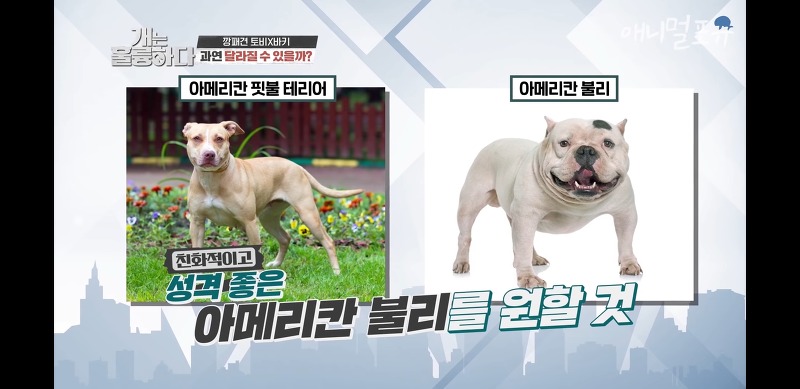 개는
훌륭하다
깡패견 토비X바키
과연 달라질 수 있을까?
애니멀포유
아메리칸 핏불 테리어
아메리칸 불리
친화적이고
성격 좋은
아메리칸 불리를 원할 것